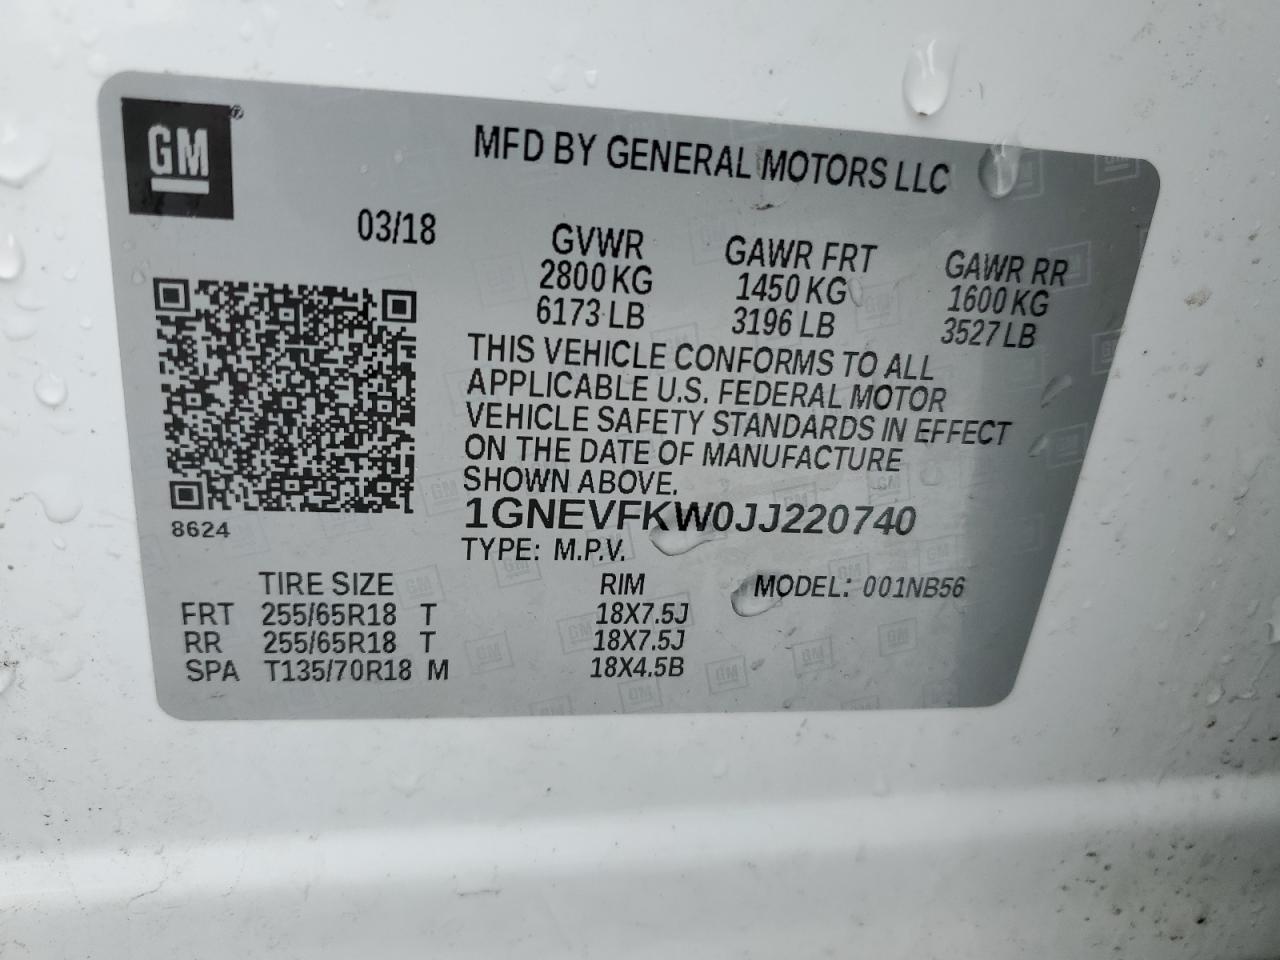 GM
MFD BY GENERAL MOTORS LLC
03/18
GVWR GAWR FRT GAWR RR
2800 KG 1450 KG 1600 KG
6173 LB 3196 LB 3527 LB
THIS VEHICLE CONFORMS TO ALL
APPLICABLE U.S. FEDERAL MOTOR
VEHICLE SAFETY STANDARDS IN EFFECT
ON THE DATE OF MANUFACTURE
SHOWN ABOVE.
1GNEVFKW0JJ220740
8624
TYPE: M.P.V.
TIRE SIZE RIM MODEL: 001NB56
FRT 255/65R18 T 18X7.5J
RR 255/65R18 T 18X7.5J
SPA T135/70R18 M 18X4.5B